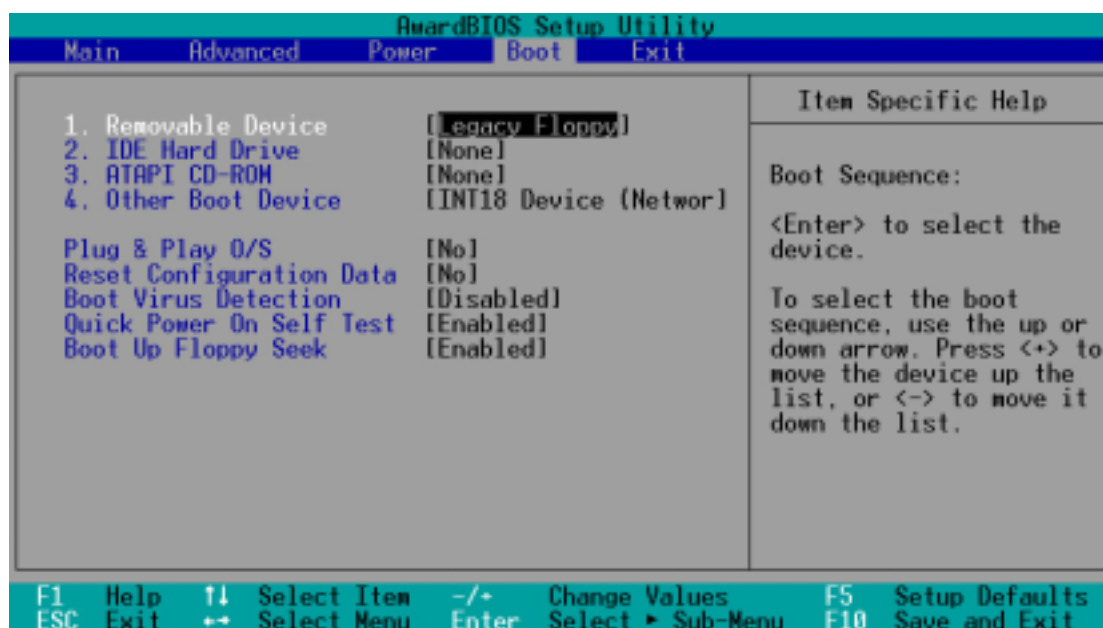 AwardBIOS Setup Utility
Main Advanced Power Boot Exit
1. Removable Device [Legacy Floppy]
2. IDE Hard Drive [None]
3. ATAPI CD-ROM [None]
4. Other Boot Device [INT18 Device (Networ]
Plug & Play O/S [No]
Reset Configuration Data [No]
Boot Virus Detection [Disabled]
Quick Power On Self Test [Enabled]
Boot Up Floppy Seek [Enabled]
Item Specific Help
Boot Sequence:
<Enter> to select the
device.
To select the boot
sequence, use the up or
down arrow. Press <+> to
move the device up the
list, or <-> to move it
down the list.
F1 Help ↑↓ Select Item -/+ Change Values F5 Setup Defaults
ESC Exit ←→ Select Menu Enter Select ► Sub-Menu F10 Save and Exit